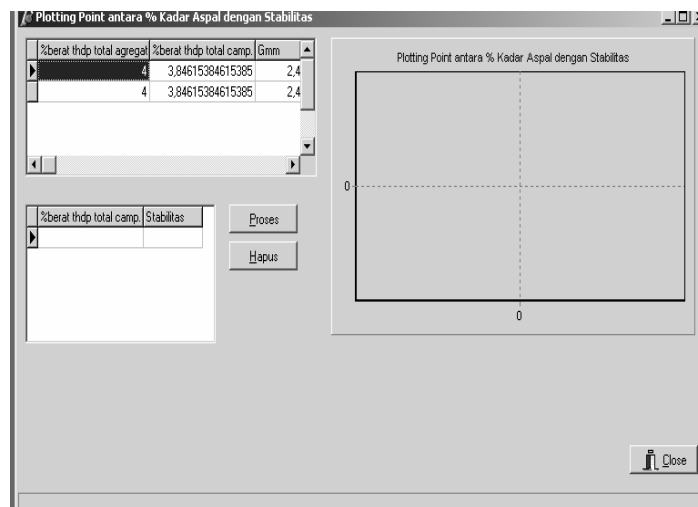 Plotting Point antara % Kadar Aspal dengan Stabilitas
%berat thdp total agregat %berat thdp total camp. Gmm
4 3,84615384615385 2,4
4 3,84615384615385 2,4
Plotting Point antara % Kadar Aspal dengan Stabilitas
0
0
%berat thdp total camp. Stabilitas
Proses
Hapus
Close